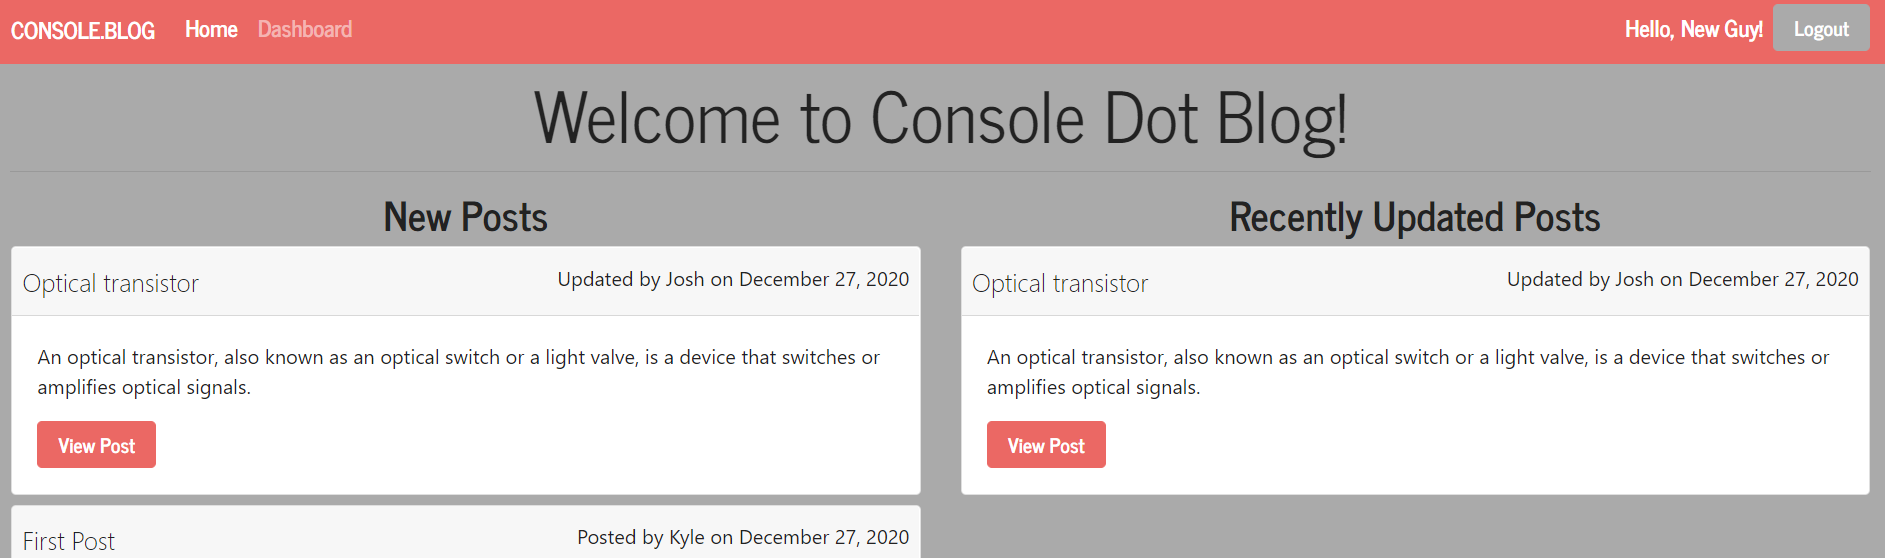 CONSOLE.BLOG Home Dashboard Hello, New Guy! Logout
Welcome to Console Dot Blog!
New Posts
Optical transistor Updated by Josh on December 27, 2020
An optical transistor, also known as an optical switch or a light valve, is a device that switches or
amplifies optical signals.
View Post
First Post Posted by Kyle on December 27, 2020
Recently Updated Posts
Optical transistor Updated by Josh on December 27, 2020
An optical transistor, also known as an optical switch or a light valve, is a device that switches or
amplifies optical signals.
View Post